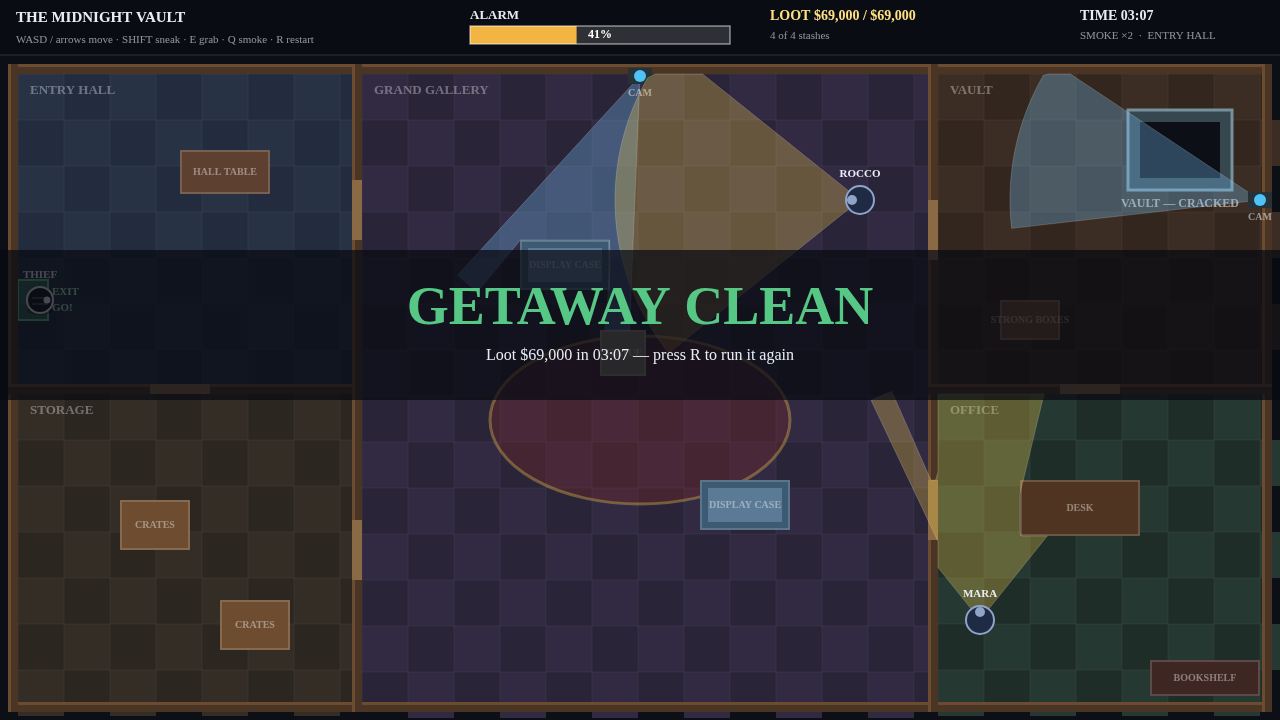 THE MIDNIGHT VAULT
WASD / arrows move · SHIFT sneak · E grab · Q smoke · R restart
ALARM
41%
LOOT $69,000 / $69,000
4 of 4 stashes
TIME 03:07
SMOKE ×2 · ENTRY HALL
ENTRY HALL
GRAND GALLERY
CAM
VAULT
HALL TABLE
ROCCO
VAULT — CRACKED
CAM
DISPLAY CASE
THIEF
EXIT
GO!
GETAWAY CLEAN
STRONG BOXES
Loot $69,000 in 03:07 — press R to run it again
STORAGE
OFFICE
CRATES
DISPLAY CASE
DESK
MARA
CRATES
BOOKSHELF